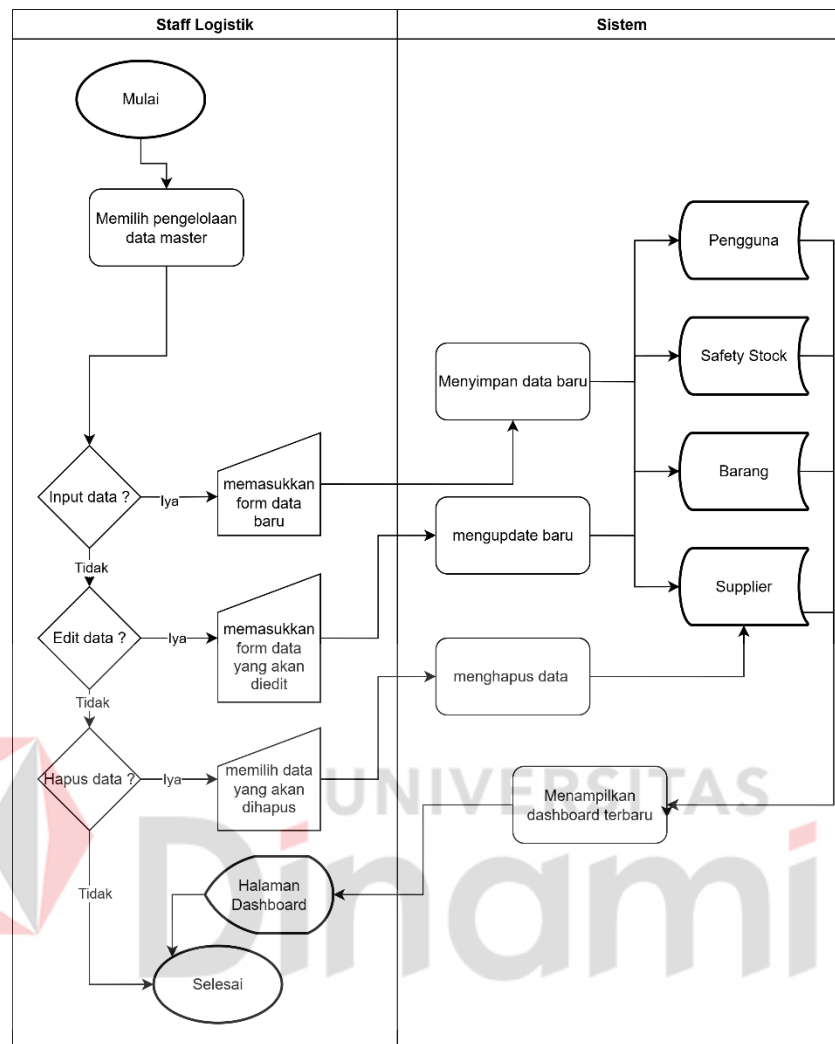 Staff Logistik
Sistem
Mulai
Memilih pengelolaan
data master
Pengguna
Safety Stock
Menyimpan data baru
Barang
Input data ?
Iya
memasukkan
form data
baru
mengupdate baru
Supplier
Tidak
Edit data ?
Iya
memasukkan
form data
yang akan
diedit
menghapus data
Tidak
Hapus data ?
Iya
memilih data
yang akan
dihapus
Menampilkan
dashboard terbaru
UNIVERSITAS
Dinami
Tidak
Halaman
Dashboard
Selesai